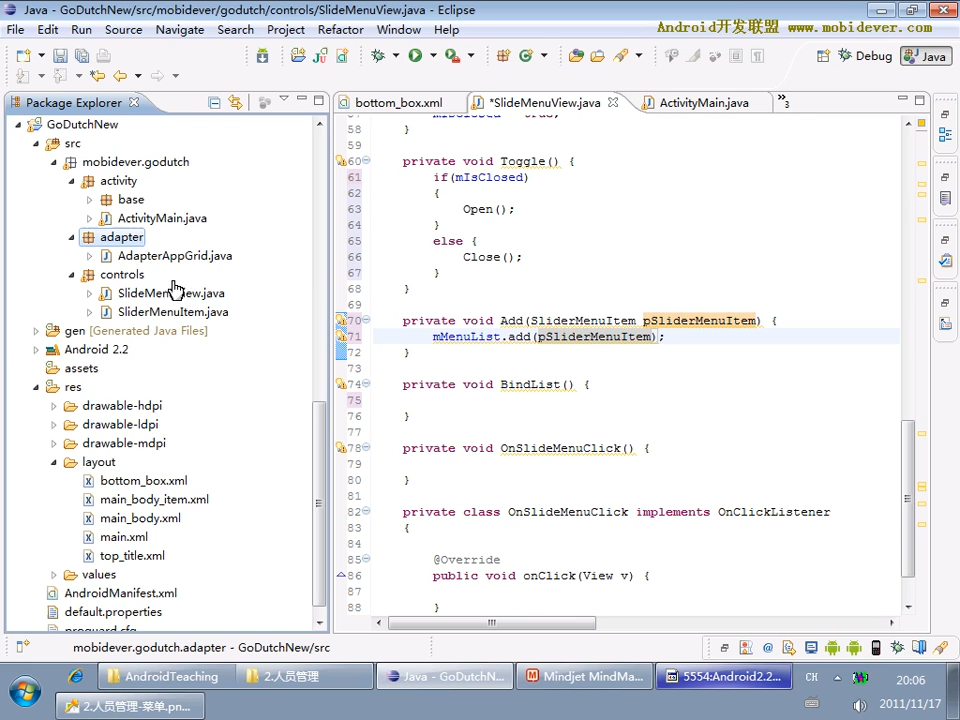 Java - GoDutchNew/src/mobidever/godutch/controls/SlideMenuView.java - Eclipse
File Edit Run Source Navigate Search Project Refactor Window Help
Android开发联盟 www.mobidever.com
Debug Java
Package Explorer
bottom_box.xml *SlideMenuView.java ActivityMain.java 3
GoDutchNew
src
mobidever.godutch
activity
base
ActivityMain.java
adapter
AdapterAppGrid.java
controls
SlideMenuView.java
SliderMenuItem.java
gen [Generated Java Files]
Android 2.2
assets
res
drawable-hdpi
drawable-ldpi
drawable-mdpi
layout
bottom_box.xml
main_body_item.xml
main_body.xml
main.xml
top_title.xml
values
AndroidManifest.xml
default.properties
proguard.cfg
58 }
59
60 private void Toggle() {
61 if(mIsClosed)
62 {
63 Open();
64 }
65 else {
66 Close();
67 }
68 }
69
70 private void Add(SliderMenuItem pSliderMenuItem) {
71 mMenuList.add(pSliderMenuItem);
72 }
73
74 private void BindList() {
75
76 }
77
78 private void OnSlideMenuClick() {
79
80 }
81
82 private class OnSlideMenuClick implements OnClickListener
83 {
84
85 @Override
86 public void onClick(View v) {
87
88 }
mobidever.godutch.adapter - GoDutchNew/src
AndroidTeaching 2.人员管理 Java - GoDutchN... Mindjet MindMa... 5554:Android2.2... CH 20:06
2.人员管理-菜单.pn... 2011/11/17